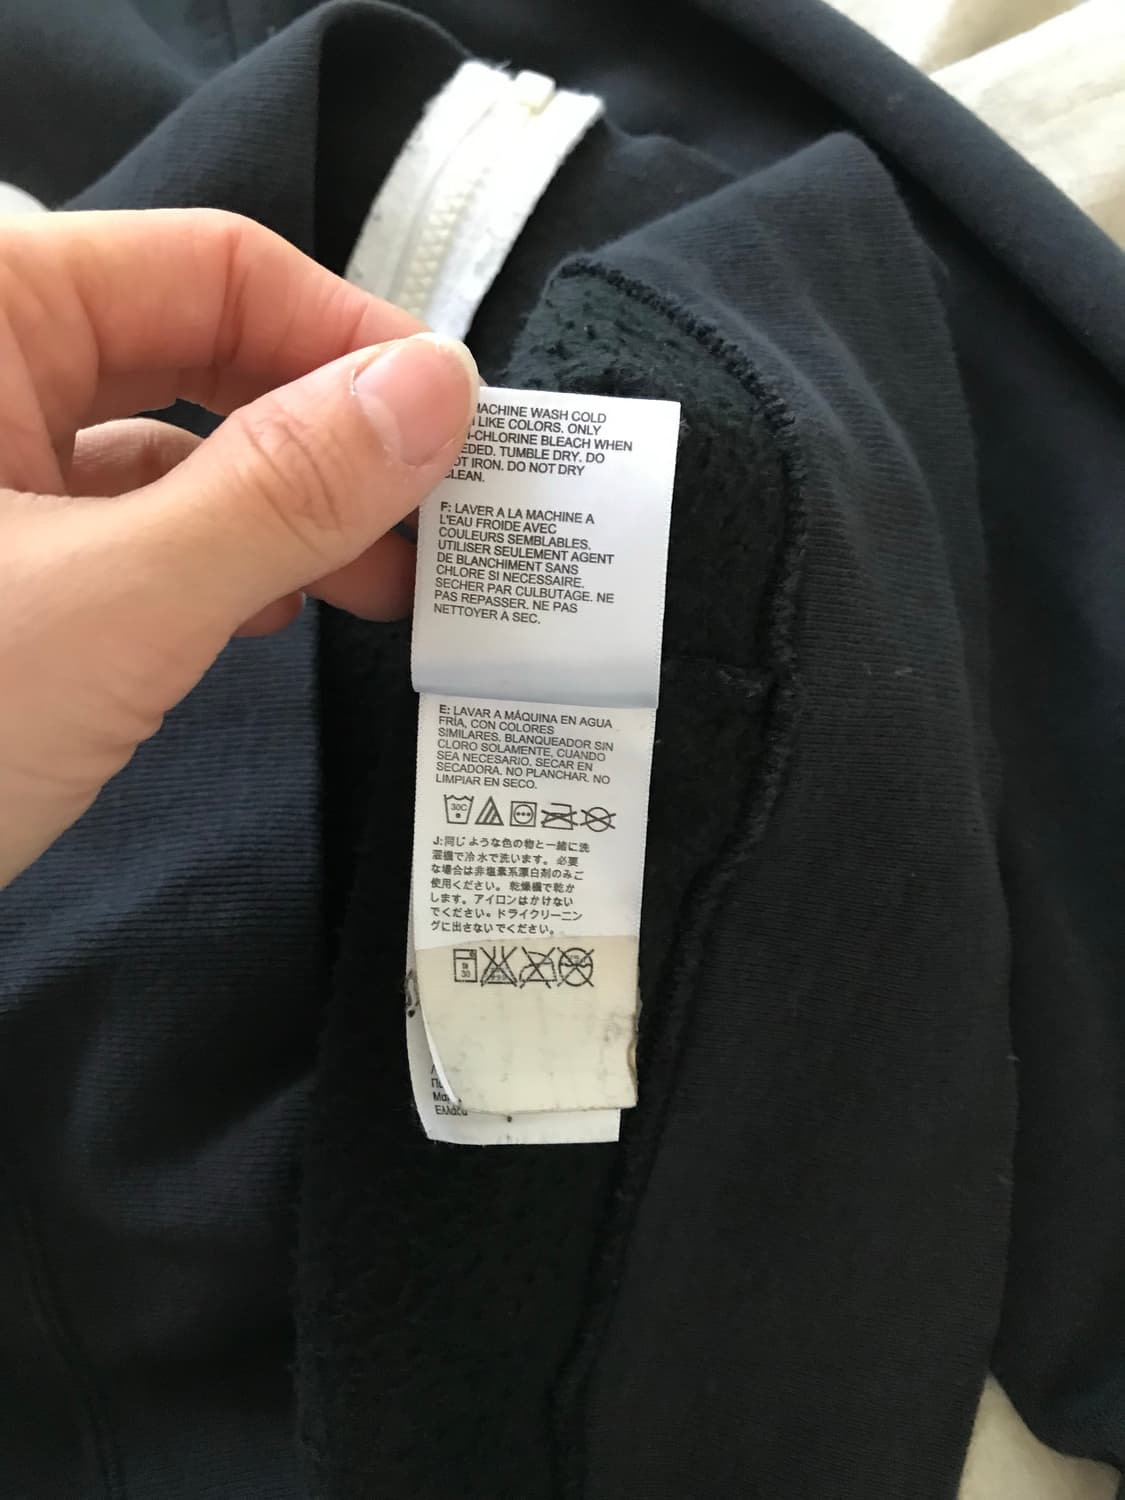 MACHINE WASH COLD
LIKE COLORS. ONLY
-CHLORINE BLEACH WHEN
EDED. TUMBLE DRY. DO
OT IRON. DO NOT DRY
CLEAN.
F: LAVER A LA MACHINE A
L'EAU FROIDE AVEC
COULEURS SEMBLABLES.
UTILISER SEULEMENT AGENT
DE BLANCHIMENT SANS
CHLORE SI NECESSAIRE.
SECHER PAR CULBUTAGE. NE
PAS REPASSER. NE PAS
NETTOYER A SEC.
E: LAVAR A MÁQUINA EN AGUA
FRÍA, CON COLORES
SIMILARES. BLANQUEADOR SIN
CLORO SOLAMENTE, CUANDO
SEA NECESARIO. SECAR EN
SECADORA. NO PLANCHAR. NO
LIMPIAR EN SECO.
30C
J:同じような色の物と一緒に洗
濯機で冷水で洗います。必要
な場合は非塩素系漂白剤のみご
使用ください。乾燥機で乾か
します。アイロンはかけない
でください。ドライクリーニン
グに出さないでください。
30
Ελλάδα